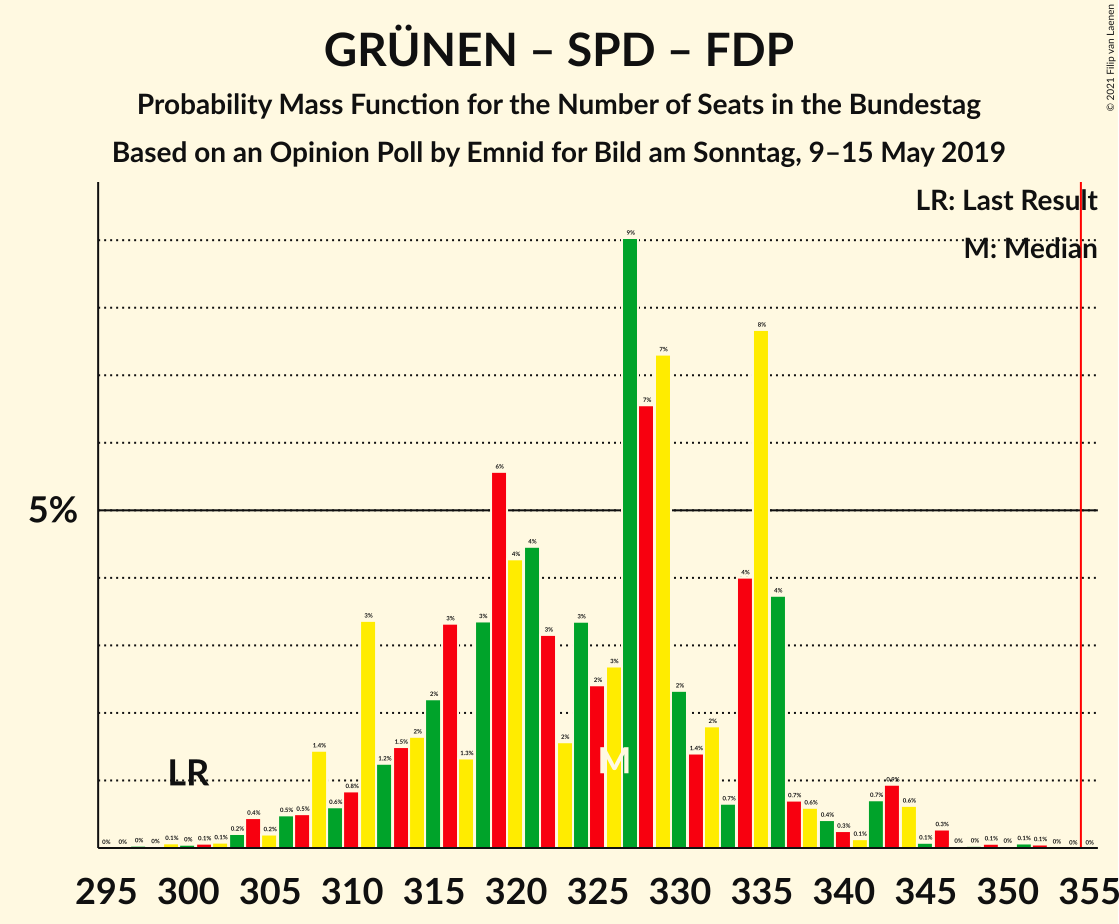 GRÜNEN – SPD – FDP
Probability Mass Function for the Number of Seats in the Bundestag
Based on an Opinion Poll by Emnid for Bild am Sonntag, 9–15 May 2019
© 2021 Filip van Laenen
LR: Last Result
M: Median
5%
LR
M
0% 0% 0% 0% 0.1% 0% 0.1% 0.1% 0.2% 0.4% 0.2% 0.5% 0.5% 1.4% 0.6% 0.8% 3% 1.2% 1.5% 2% 2% 3% 1.3% 3% 6% 4% 4% 3% 2% 3% 2% 3% 9% 7% 7% 2% 1.4% 2% 0.7% 4% 8% 4% 0.7% 0.6% 0.4% 0.3% 0.1% 0.7% 0.9% 0.6% 0.1% 0.3% 0% 0% 0.1% 0% 0.1% 0.1% 0% 0% 0%
295 300 305 310 315 320 325 330 335 340 345 350 355